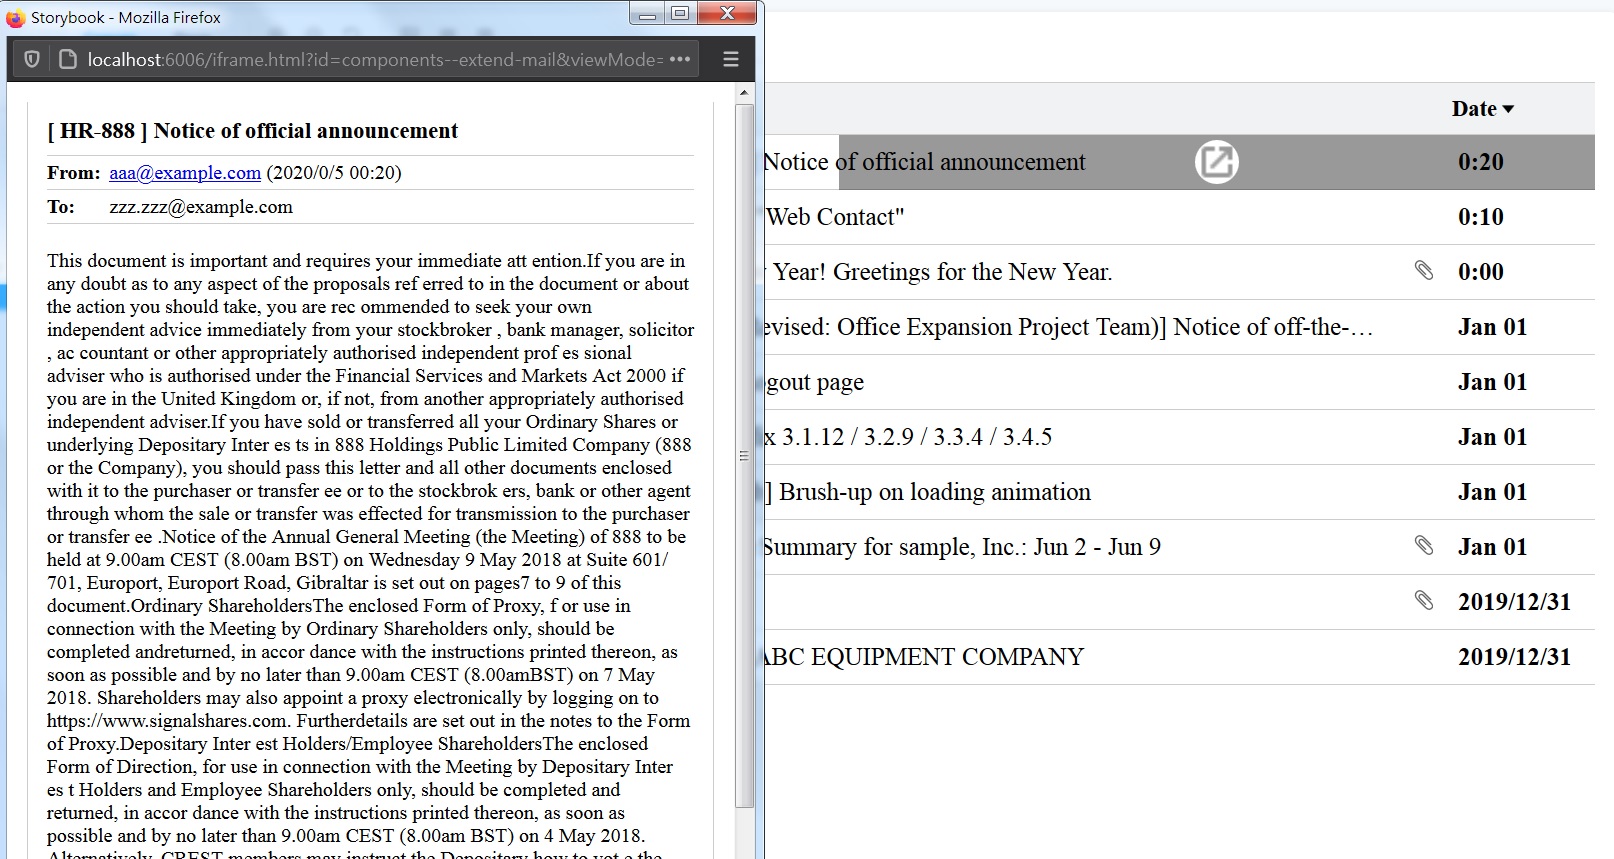 Storybook - Mozilla Firefox
localhost:6006/iframe.html?id=components--extend-mail&viewMode=
[ HR-888 ] Notice of official announcement
From: aaa@example.com (2020/0/5 00:20)
To: zzz.zzz@example.com
This document is important and requires your immediate att ention.If you are in
any doubt as to any aspect of the proposals ref erred to in the document or about
the action you should take, you are rec ommended to seek your own
independent advice immediately from your stockbroker , bank manager, solicitor
, ac countant or other appropriately authorised independent prof es sional
adviser who is authorised under the Financial Services and Markets Act 2000 if
you are in the United Kingdom or, if not, from another appropriately authorised
independent adviser.If you have sold or transferred all your Ordinary Shares or
underlying Depositary Inter es ts in 888 Holdings Public Limited Company (888
or the Company), you should pass this letter and all other documents enclosed
with it to the purchaser or transfer ee or to the stockbrok ers, bank or other agent
through whom the sale or transfer was effected for transmission to the purchaser
or transfer ee .Notice of the Annual General Meeting (the Meeting) of 888 to be
held at 9.00am CEST (8.00am BST) on Wednesday 9 May 2018 at Suite 601/
701, Europort, Europort Road, Gibraltar is set out on pages7 to 9 of this
document.Ordinary ShareholdersThe enclosed Form of Proxy, f or use in
connection with the Meeting by Ordinary Shareholders only, should be
completed andreturned, in accor dance with the instructions printed thereon, as
soon as possible and by no later than 9.00am CEST (8.00amBST) on 7 May
2018. Shareholders may also appoint a proxy electronically by logging on to
https://www.signalshares.com. Furtherdetails are set out in the notes to the Form
of Proxy.Depositary Inter est Holders/Employee ShareholdersThe enclosed
Form of Direction, for use in connection with the Meeting by Depositary Inter
es t Holders and Employee Shareholders only, should be completed and
returned, in accor dance with the instructions printed thereon, as soon as
possible and by no later than 9.00am CEST (8.00am BST) on 4 May 2018.
Alternatively, CREST members may instruct the Depositary how to vot e the
Date
Notice of official announcement 0:20
Web Contact" 0:10
Year! Greetings for the New Year. 0:00
evised: Office Expansion Project Team)] Notice of off-the-… Jan 01
gout page Jan 01
x 3.1.12 / 3.2.9 / 3.3.4 / 3.4.5 Jan 01
] Brush-up on loading animation Jan 01
Summary for sample, Inc.: Jun 2 - Jun 9 Jan 01
2019/12/31
ABC EQUIPMENT COMPANY 2019/12/31